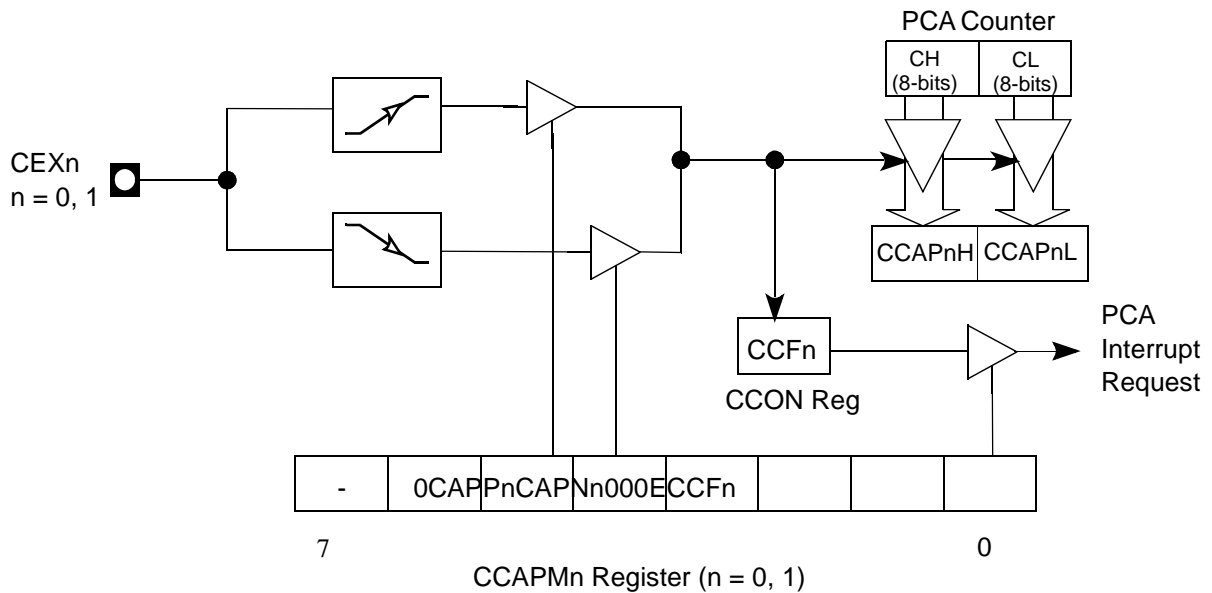 PCA Counter
CH
(8-bits)
CL
(8-bits)
CEXn
n = 0, 1
CCAPnH
CCAPnL
CCFn
CCON Reg
PCA
Interrupt
Request
- 0CAPPnCAPNn000ECCFn
7 0
CCAPMn Register (n = 0, 1)